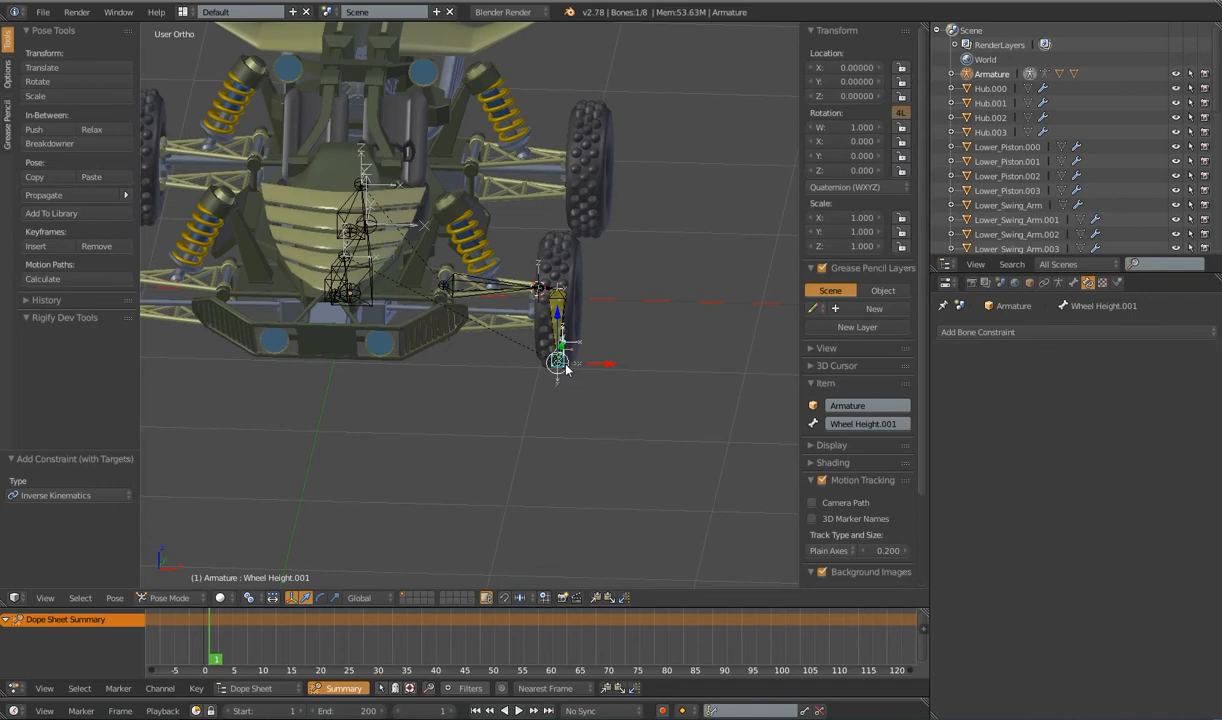 File
Render
Window
Help
Default
Scene
Blender Render
v2.78 | Bones:1/8 | Mem:53.63M | Armature
Tools
Options
Grease Pencil
Pose Tools
Transform:
Translate
Rotate
Scale
In-Between:
Push
Relax
Breakdowner
Pose:
Copy
Paste
Propagate
Add To Library
Keyframes:
Insert
Remove
Motion Paths:
Calculate
History
Rigify Dev Tools
Add Constraint (with Targets)
Type
Inverse Kinematics
User Ortho
(1) Armature : Wheel Height.001
View
Select
Pose
Pose Mode
Global
Transform
Location:
X: 0.00000
Y: 0.00000
Z: 0.00000
Rotation:
4L
W: 1.000
X: 0.000
Y: 0.000
Z: 0.000
Quaternion (WXYZ)
Scale:
X: 1.000
Y: 1.000
Z: 1.000
Grease Pencil Layers
Scene
Object
New
New Layer
View
3D Cursor
Item
Armature
Wheel Height.001
Display
Shading
Motion Tracking
Camera Path
3D Marker Names
Track Type and Size:
Plain Axes
0.200
Background Images
Scene
RenderLayers
World
Armature
Hub.000
Hub.001
Hub.002
Hub.003
Lower_Piston.000
Lower_Piston.001
Lower_Piston.002
Lower_Piston.003
Lower_Swing_Arm
Lower_Swing_Arm.001
Lower_Swing_Arm.002
Lower_Swing_Arm.003
View
Search
All Scenes
Armature
Wheel Height.001
Add Bone Constraint
Dope Sheet Summary
1
-5 0 5 10 15 20 25 30 35 40 45 50 55 60 65 70 75 80 85 90 95 100 105 110 115 120
View
Select
Marker
Channel
Key
Dope Sheet
Summary
Filters
Nearest Frame
View
Marker
Frame
Playback
Start: 1
End: 200
1
No Sync